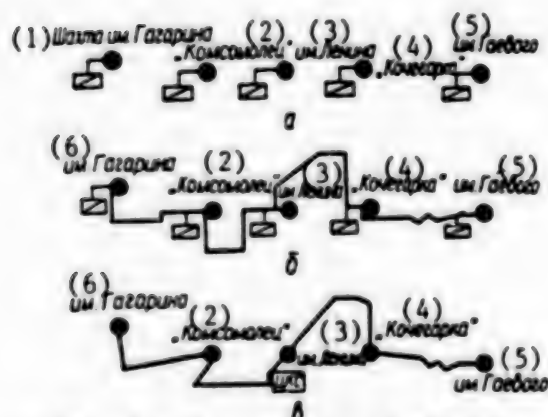 (1) Шахта им. Гагарина
(2) „Комсомолец"
(3) им. Ленина
(4) „Кочегарка"
(5) им. Гаевого
а
(6) им. Гагарина
(2) „Комсомолец"
(3) им. Ленина
(4) „Кочегарка"
(5) им. Гаевого
б
(6) им. Гагарина
(2) „Комсомолец"
(3) им. Ленина
(4) „Кочегарка"
(5) им. Гаевого
в